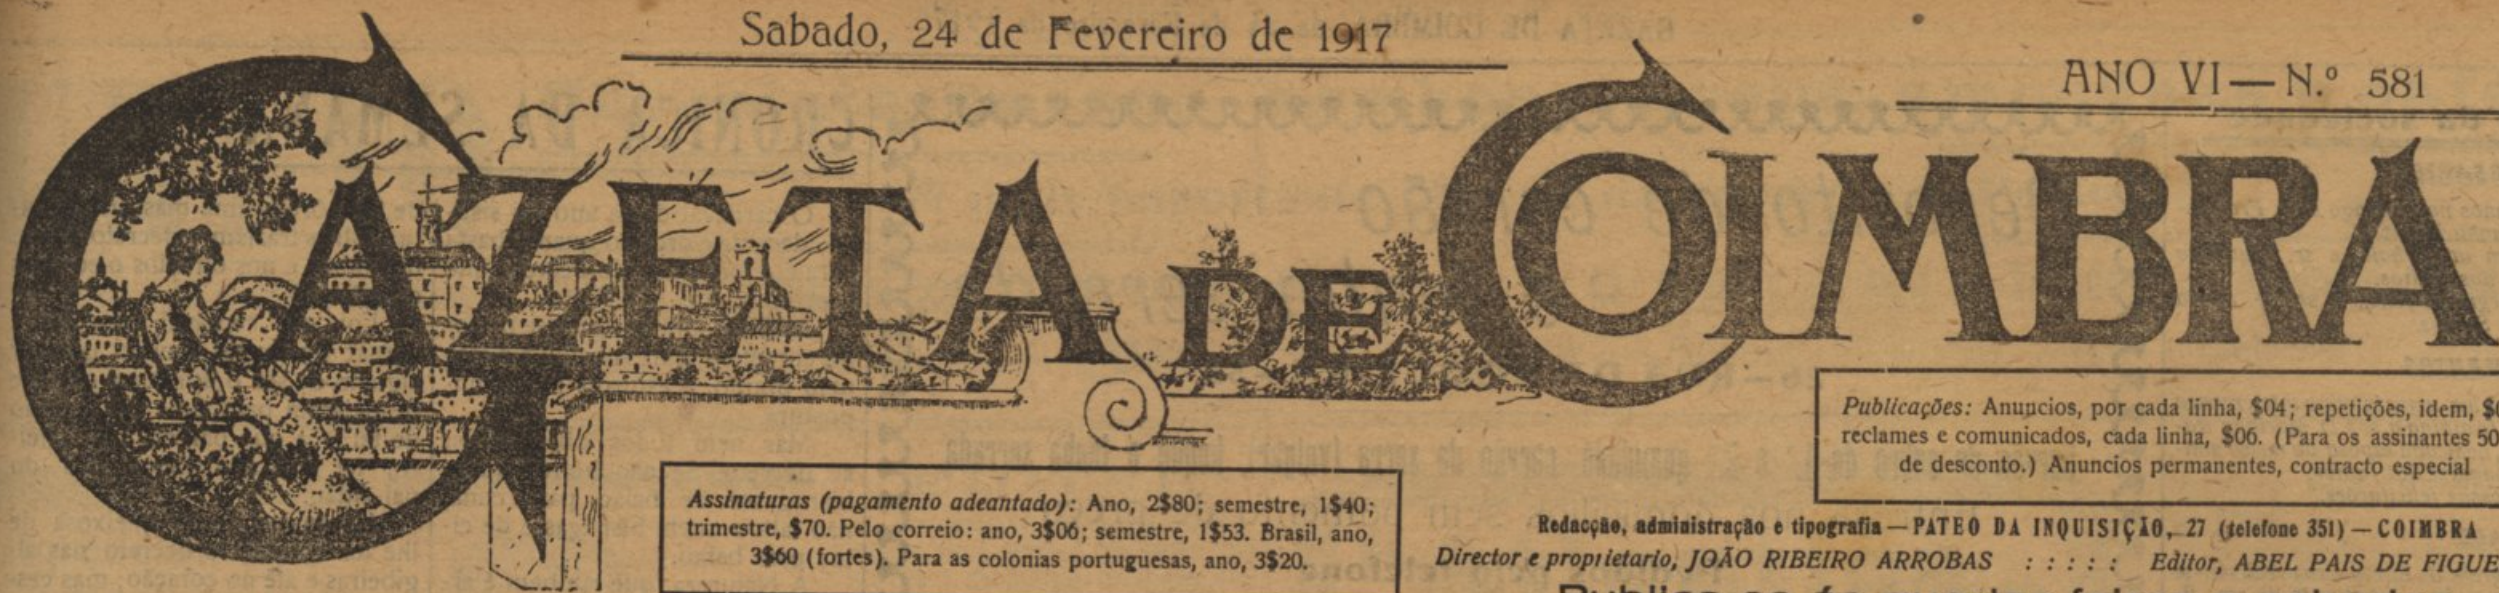 Sabado, 24 de Fevereiro de 1917
ANO VI — N.º 581
GAZETA DE COIMBRA
Publicações: Anuncios, por cada linha, $04; repetições, idem,
reclames e comunicados, cada linha, $06. (Para os assinantes 50
de desconto.) Anuncios permanentes, contracto especial
Assinaturas (pagamento adeantado): Ano, 2$80; semestre, 1$40;
trimestre, $70. Pelo correio: ano, 3$06; semestre, 1$53. Brasil, ano,
3$60 (fortes). Para as colonias portuguesas, ano, 3$20.
Redacção, administração e tipografia — PATEO DA INQUISIÇÃO, 27 (telefone 351) — COIMBRA
Director e proprietario, JOÃO RIBEIRO ARROBAS : : : : : Editor, ABEL PAIS DE FIGUE